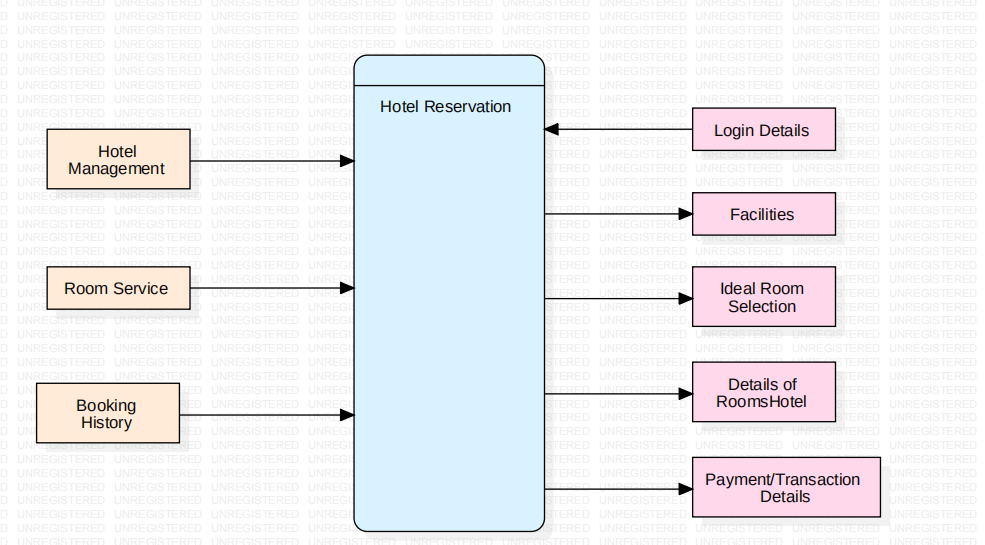 Hotel Reservation
Hotel
Management
Room Service
Booking
History
Login Details
Facilities
Ideal Room
Selection
Details of
RoomsHotel
Payment/Transaction
Details
UNREGISTERED